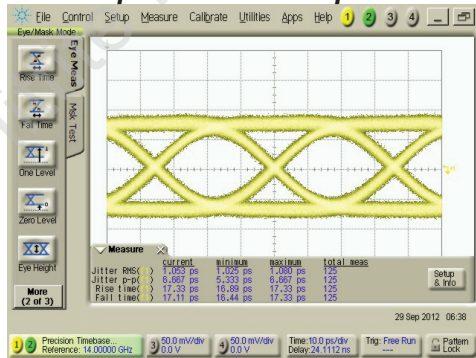 File Control Setup Measure Calibrate Utilities Apps Help 1 2 3 4
Eye/Mask Mode
Rise Time
Eye Meas
Fall Time
Msk Test
One Level
Zero Level
Eye Height
More
(2 of 3)
Measure
current minimum maximum total meas
Jitter RMS( ) 1.053 ps 1.025 ps 1.080 ps 125
Jitter p-p( ) 6.667 ps 5.333 ps 6.667 ps 125
Rise time( ) 17.33 ps 16.89 ps 17.33 ps 125
Fall time( ) 17.11 ps 16.44 ps 17.33 ps 125
Setup
& Info
29 Sep 2012 06:38
1 2 Precision Timebase... 3 50.0 mV/div 4 50.0 mV/div Time:10.0 ps/div Trig: Free Run Pattern
Reference: 14.00000 GHz 0.0 V 0.0 V Delay:24.1112 ns --- Lock